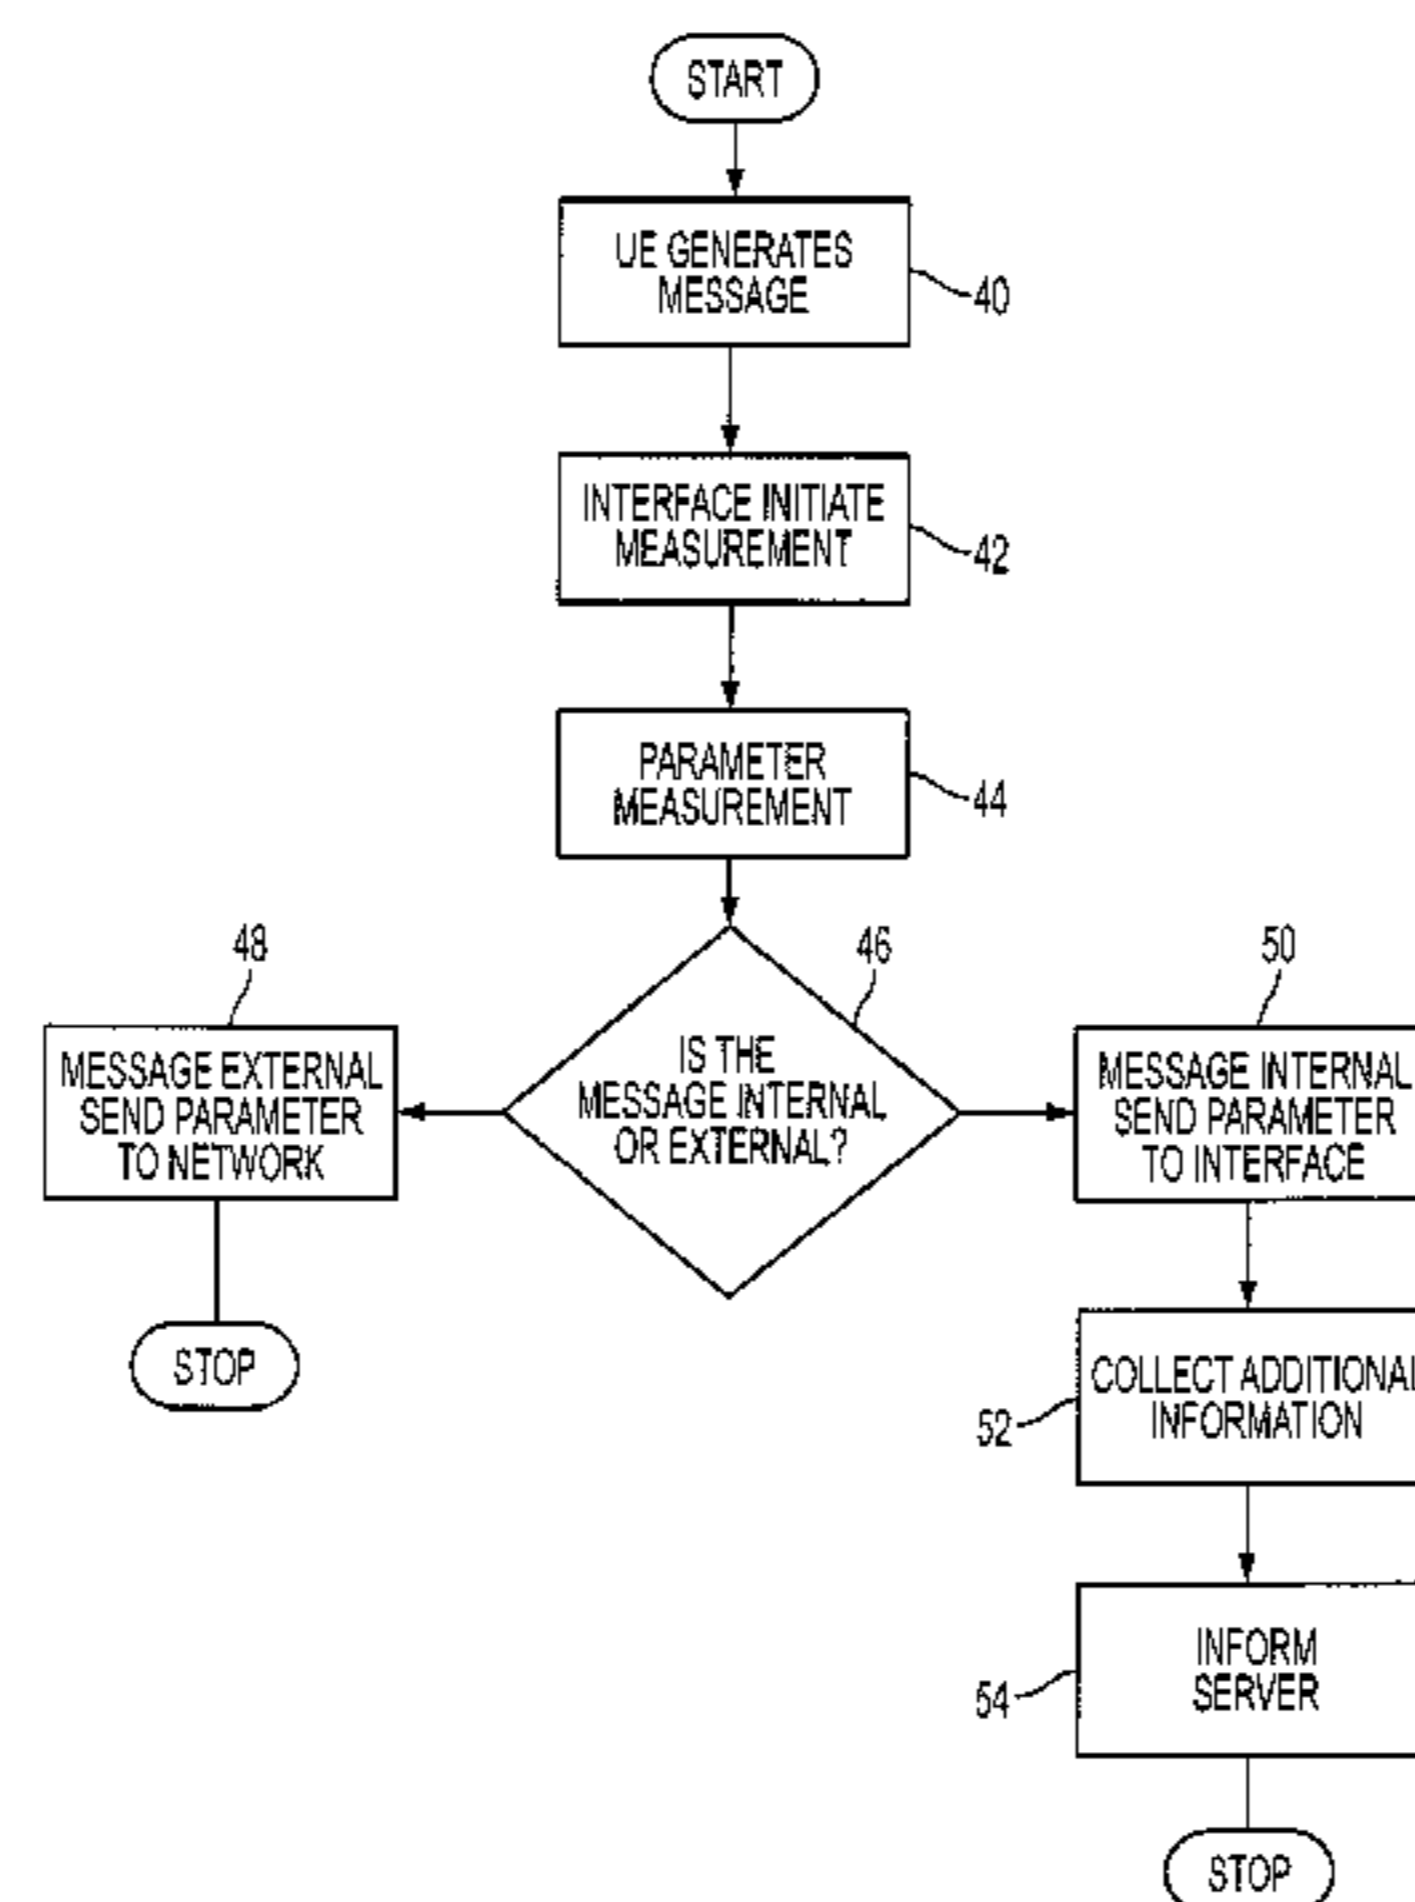 START
UE GENERATES
MESSAGE
40
INTERFACE INITIATE
MEASUREMENT
42
PARAMETER
MEASUREMENT
44
48
46
50
MESSAGE EXTERNAL
SEND PARAMETER
TO NETWORK
IS THE
MESSAGE INTERNAL
OR EXTERNAL?
MESSAGE INTERNAL
SEND PARAMETER
TO INTERFACE
STOP
COLLECT ADDITIONAL
INFORMATION
52
INFORM
SERVER
54
STOP